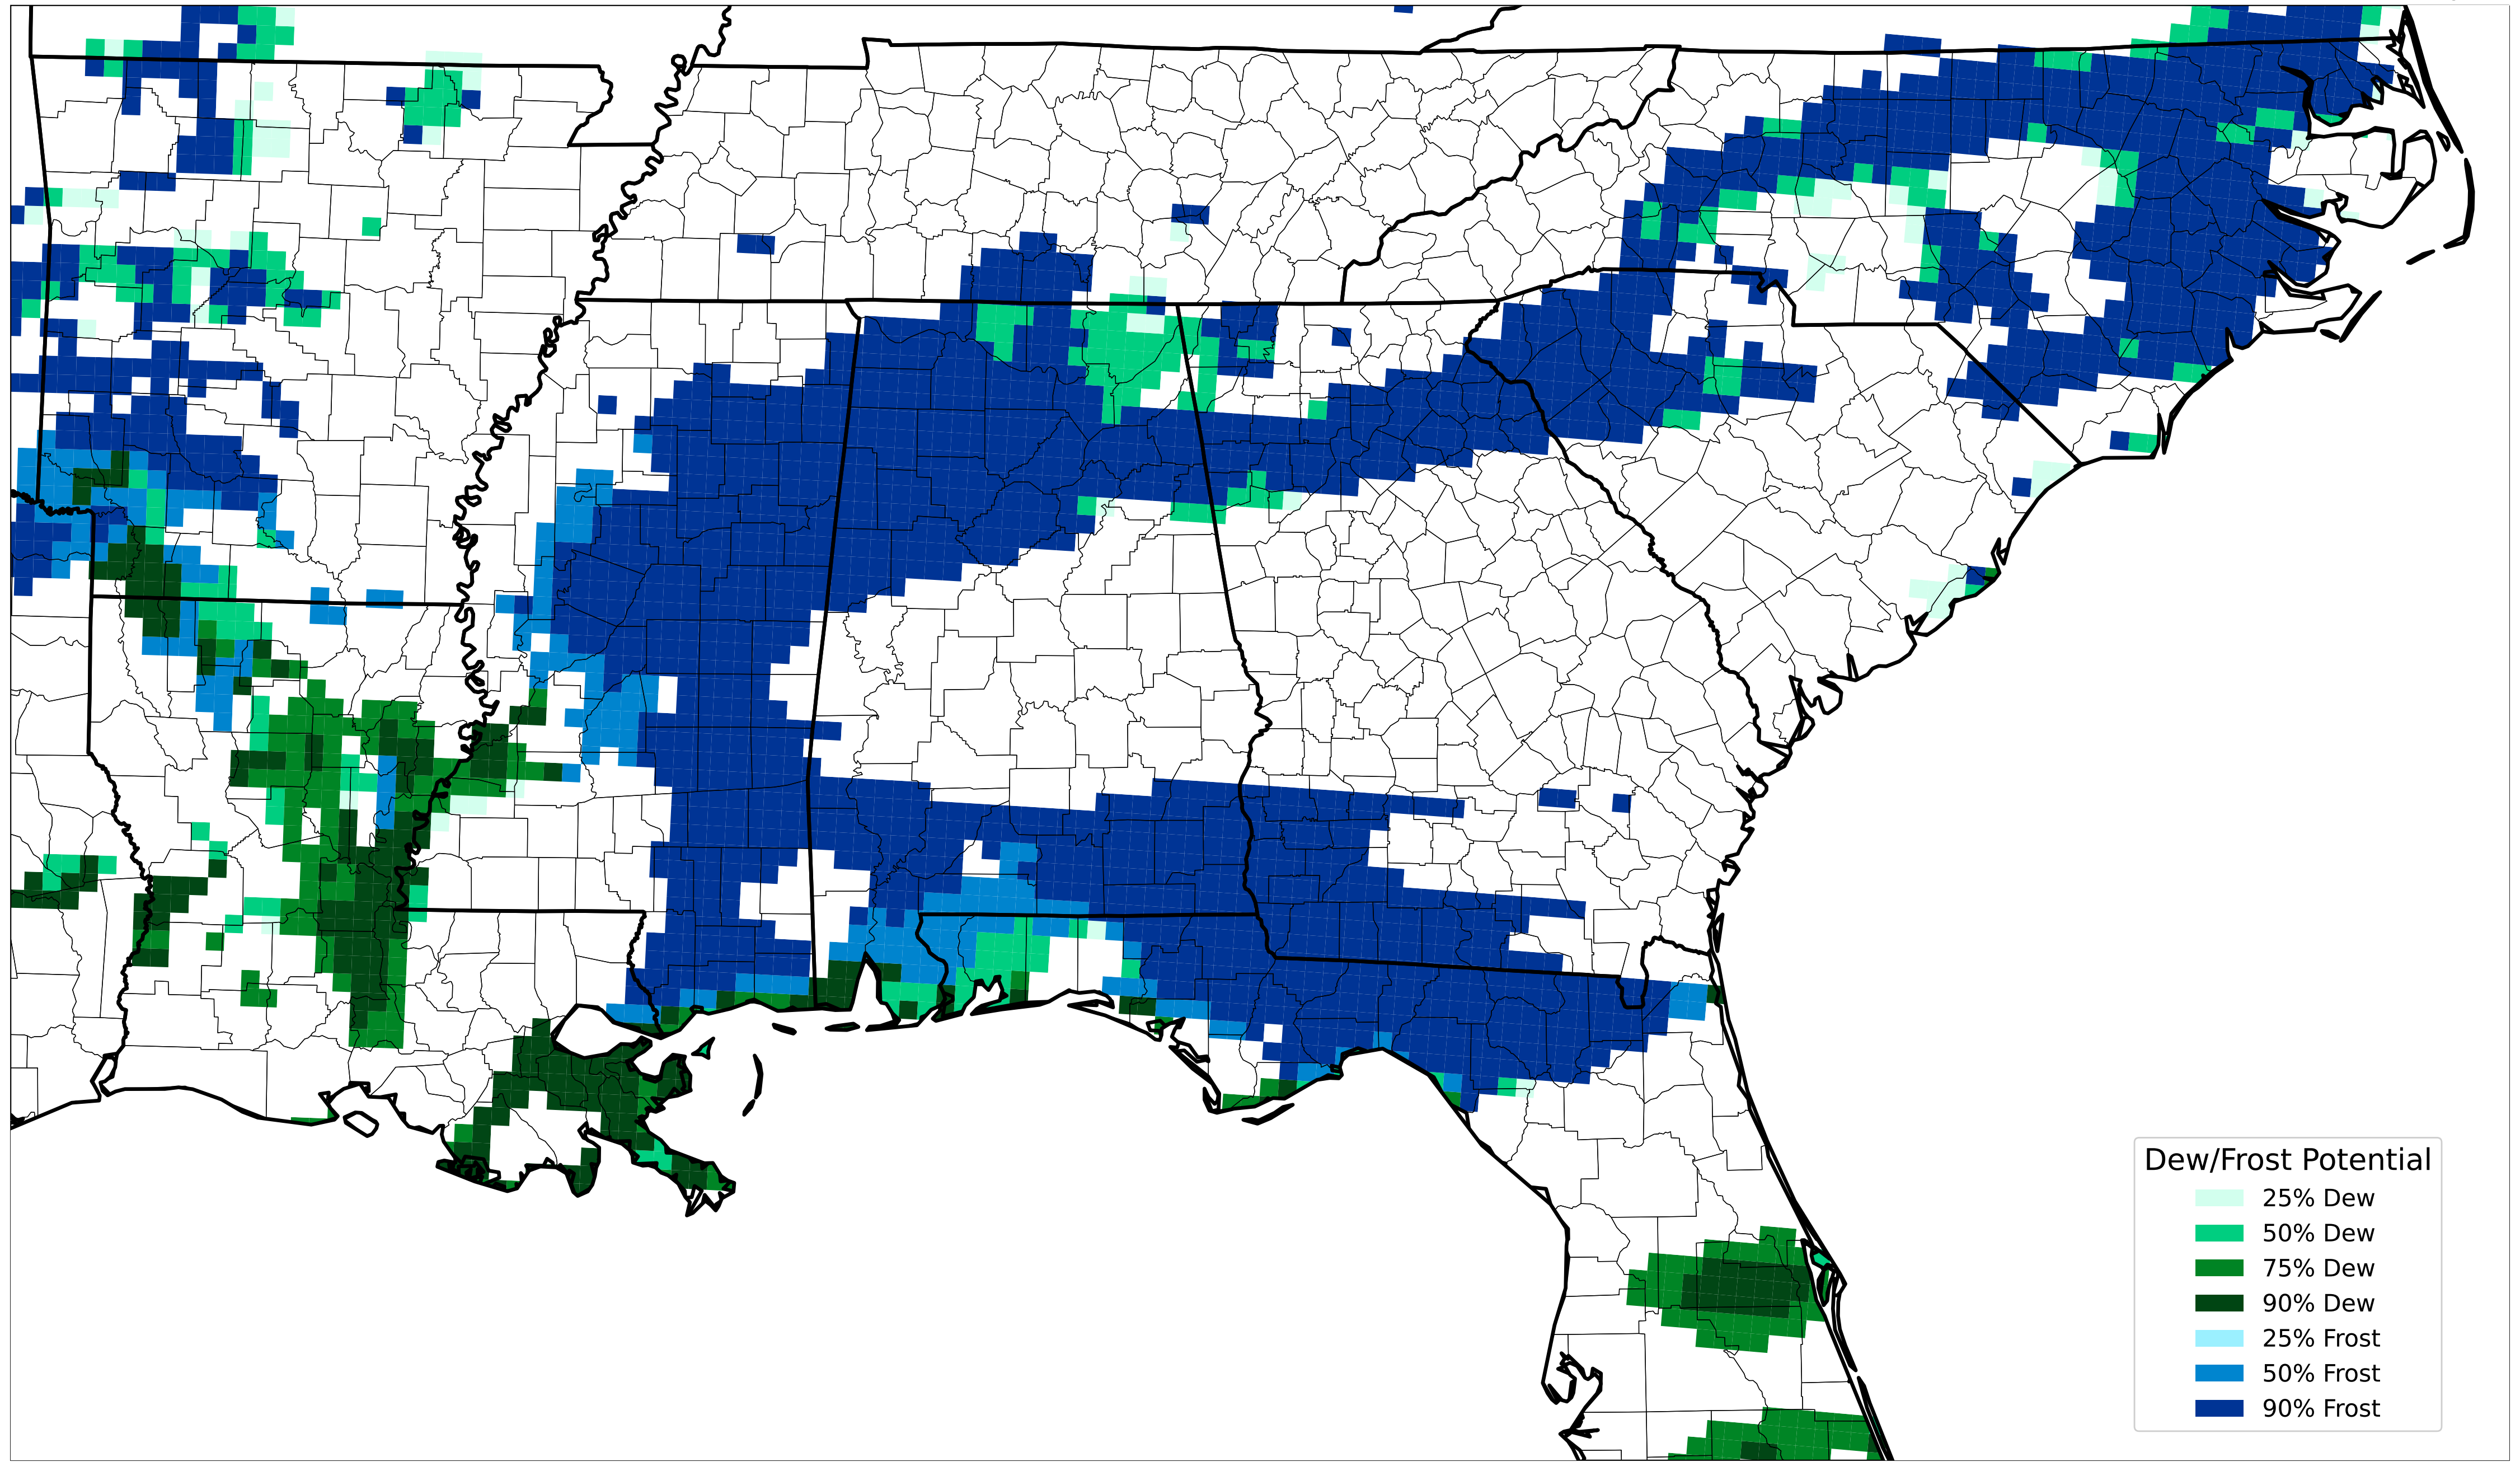 Dew/Frost Potential
25% Dew
50% Dew
75% Dew
90% Dew
25% Frost
50% Frost
90% Frost